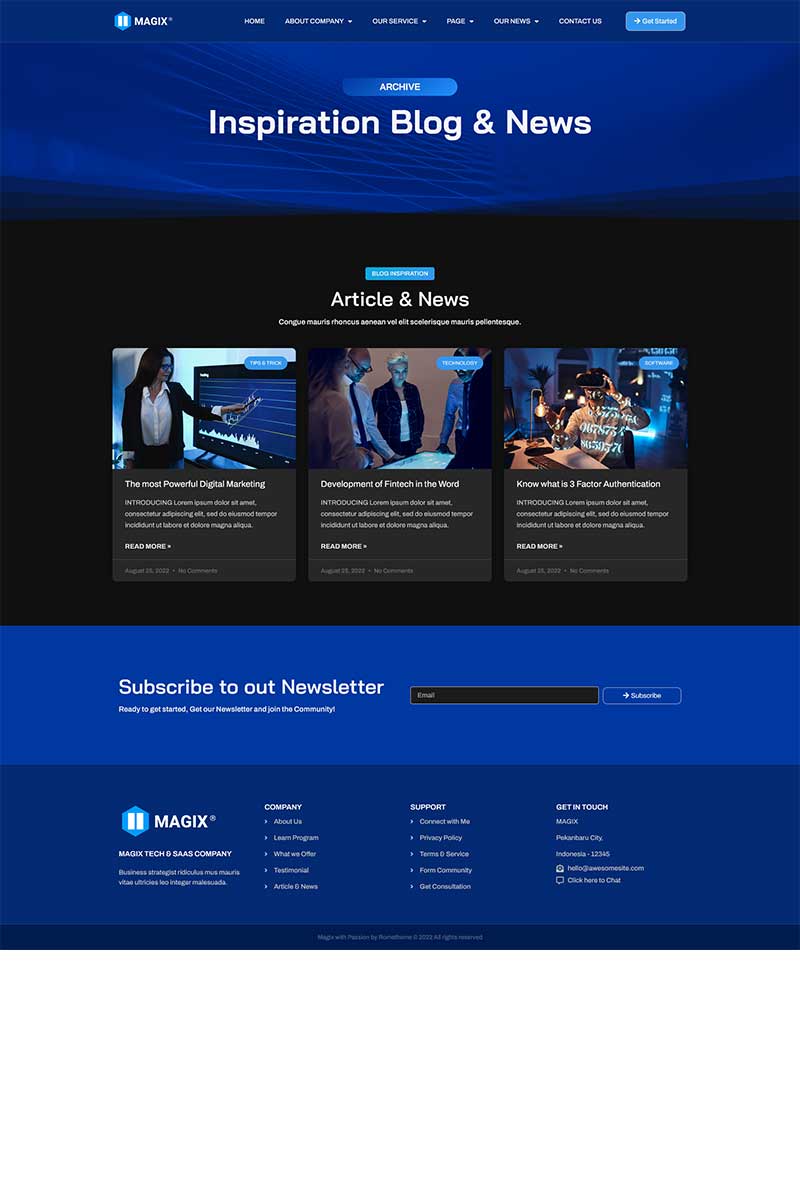 MAGIX®
HOME
ABOUT COMPANY
OUR SERVICE
PAGE
OUR NEWS
CONTACT US
Get Started
ARCHIVE
Inspiration Blog & News
BLOG INSPIRATION
Article & News
Congue mauris rhoncus aenean vel elit scelerisque mauris pellentesque.
TIPS & TRICK
The most Powerful Digital Marketing
INTRODUCING Lorem ipsum dolor sit amet,
consectetur adipiscing elit, sed do eiusmod tempor
incididunt ut labore et dolore magna aliqua.
READ MORE »
August 25, 2022 • No Comments
TECHNOLOGY
Development of Fintech in the Word
INTRODUCING Lorem ipsum dolor sit amet,
consectetur adipiscing elit, sed do eiusmod tempor
incididunt ut labore et dolore magna aliqua.
READ MORE »
August 25, 2022 • No Comments
SOFTWARE
Know what is 3 Factor Authentication
INTRODUCING Lorem ipsum dolor sit amet,
consectetur adipiscing elit, sed do eiusmod tempor
incididunt ut labore et dolore magna aliqua.
READ MORE »
August 25, 2022 • No Comments
Subscribe to out Newsletter
Ready to get started, Get our Newsletter and join the Community!
Email
Subscribe
MAGIX®
MAGIX TECH & SAAS COMPANY
Business strategist ridiculus mus mauris
vitae ultricies leo integer malesuada.
COMPANY
About Us
Learn Program
What we Offer
Testimonial
Article & News
SUPPORT
Connect with Me
Privacy Policy
Terms & Service
Form Community
Get Consultation
GET IN TOUCH
MAGIX
Pekanbaru City,
Indonesia - 12345
hello@awesomesite.com
Click here to Chat
Magix with Passion by Rometheme © 2022 All rights reserved